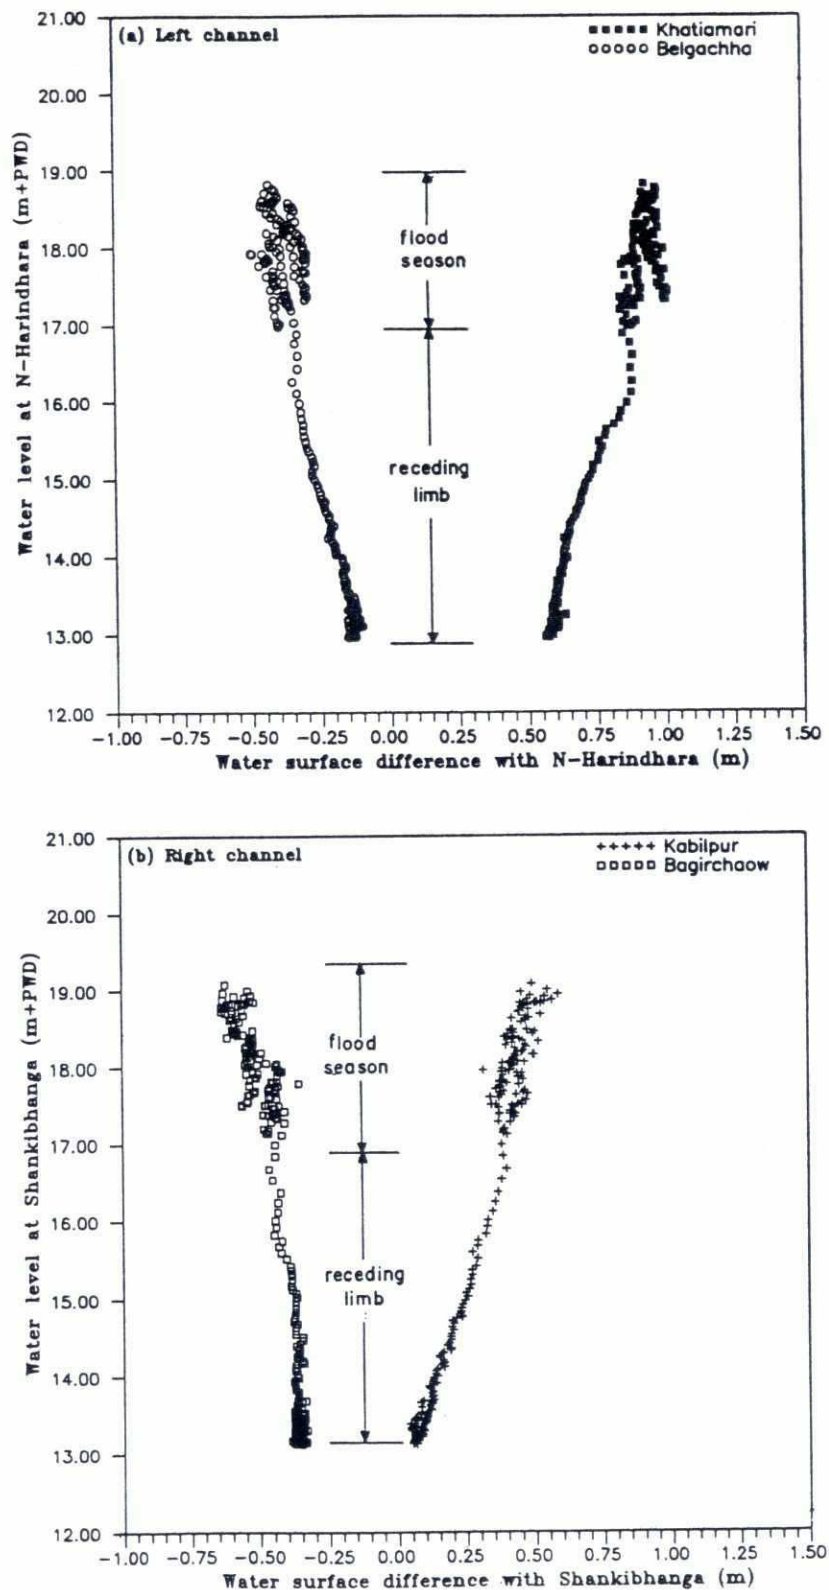 (a) Left channel
■■■■■ Khatiamari
○○○○○ Belgachha
21.00
20.00
19.00
18.00
17.00
16.00
15.00
14.00
13.00
12.00
Water level at N-Harindhara (m+PWD)
flood
season
receding
limb
-1.00 -0.75 -0.50 -0.25 0.00 0.25 0.50 0.75 1.00 1.25 1.50
Water surface difference with N-Harindhara (m)
(b) Right channel
+++++ Kabilpur
□□□□□ Bagirchaow
21.00
20.00
19.00
18.00
17.00
16.00
15.00
14.00
13.00
12.00
Water level at Shankibhanga (m+PWD)
flood
season
receding
limb
-1.00 -0.75 -0.50 -0.25 0.00 0.25 0.50 0.75 1.00 1.25 1.50
Water surface difference with Shankibhanga (m)